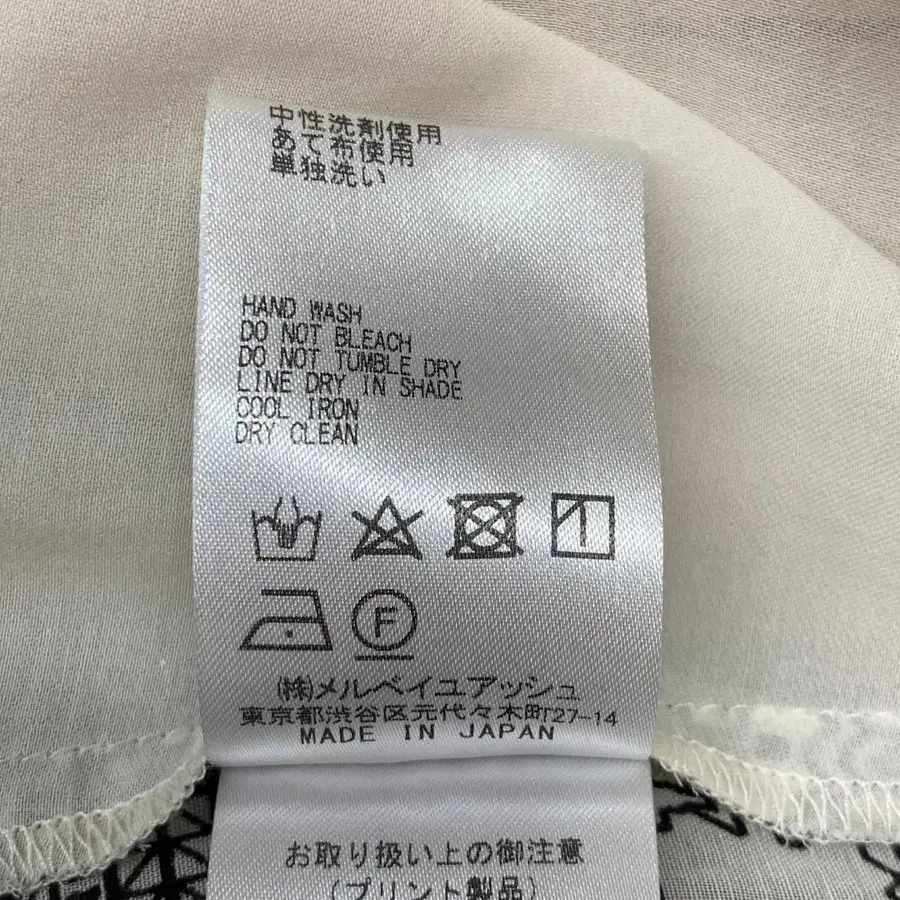 中性洗剤使用
あて布使用
単独洗い
HAND WASH
DO NOT BLEACH
DO NOT TUMBLE DRY
LINE DRY IN SHADE
COOL IRON
DRY CLEAN
F
㈱メルベイユアッシュ
東京都渋谷区元代々木町27-14
MADE IN JAPAN
お取り扱い上の御注意
(プリント製品)